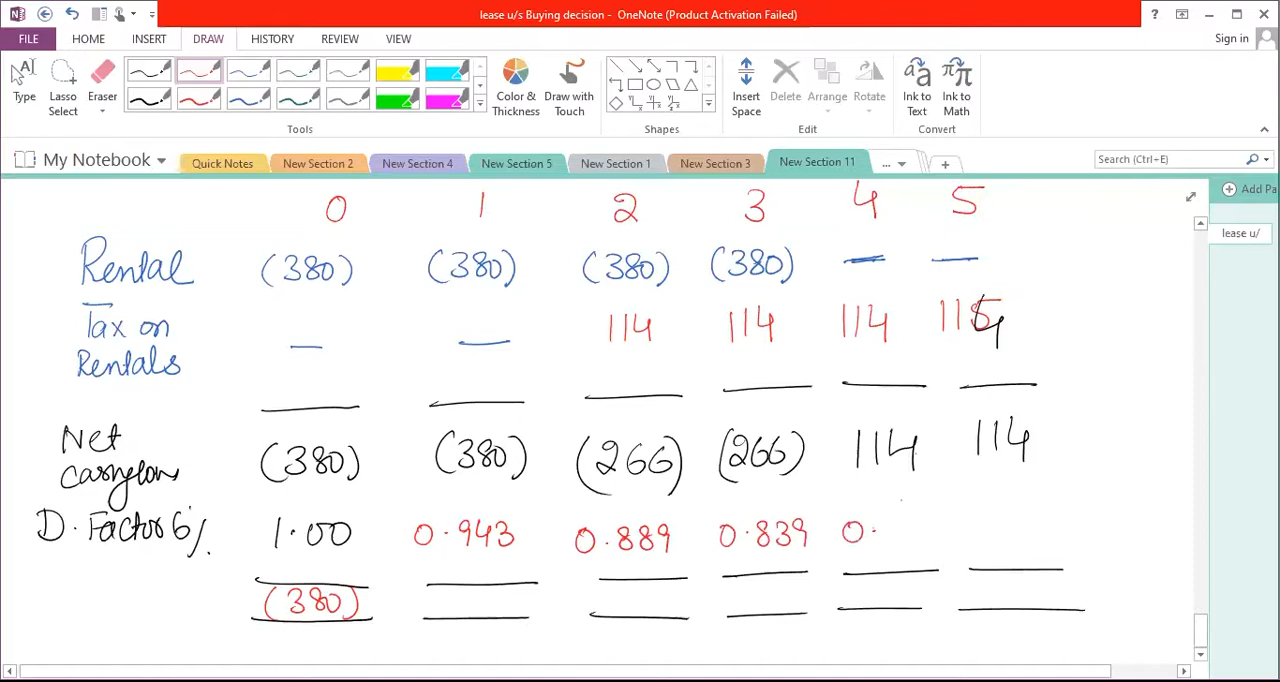 lease u/s Buying decision - OneNote (Product Activation Failed)
FILE HOME INSERT DRAW HISTORY REVIEW VIEW
Sign in
Type
Lasso Select
Eraser
Color & Thickness
Draw with Touch
Insert Space
Delete
Arrange
Rotate
Ink to Text
Ink to Math
Tools
Shapes
Edit
Convert
My Notebook
Quick Notes New Section 2 New Section 4 New Section 5 New Section 1 New Section 3 New Section 11
Search (Ctrl+E)
Add Pa
lease u/
0 1 2 3 4 5
Rental (380) (380) (380) (380) — —
Tax on Rentals — — 114 114 114 114
Net (380) (380) (266) (266) 114 114
D. Factor 6% 1.00 0.943 0.889 0.839 0.
(380)